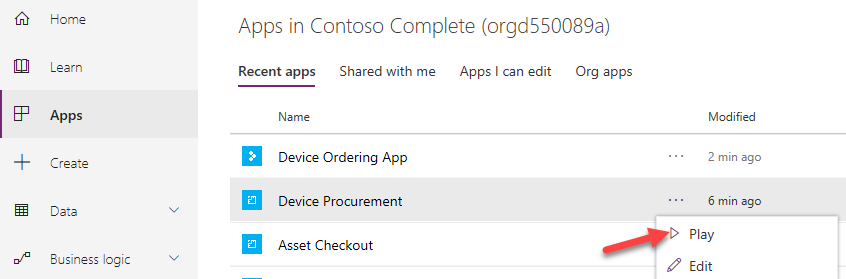 Home
Learn
Apps
Create
Data
Business logic
Apps in Contoso Complete (orgd550089a)
Recent apps Shared with me Apps I can edit Org apps
Name Modified
Device Ordering App ··· 2 min ago
Device Procurement ··· 6 min ago
Asset Checkout
Play
Edit